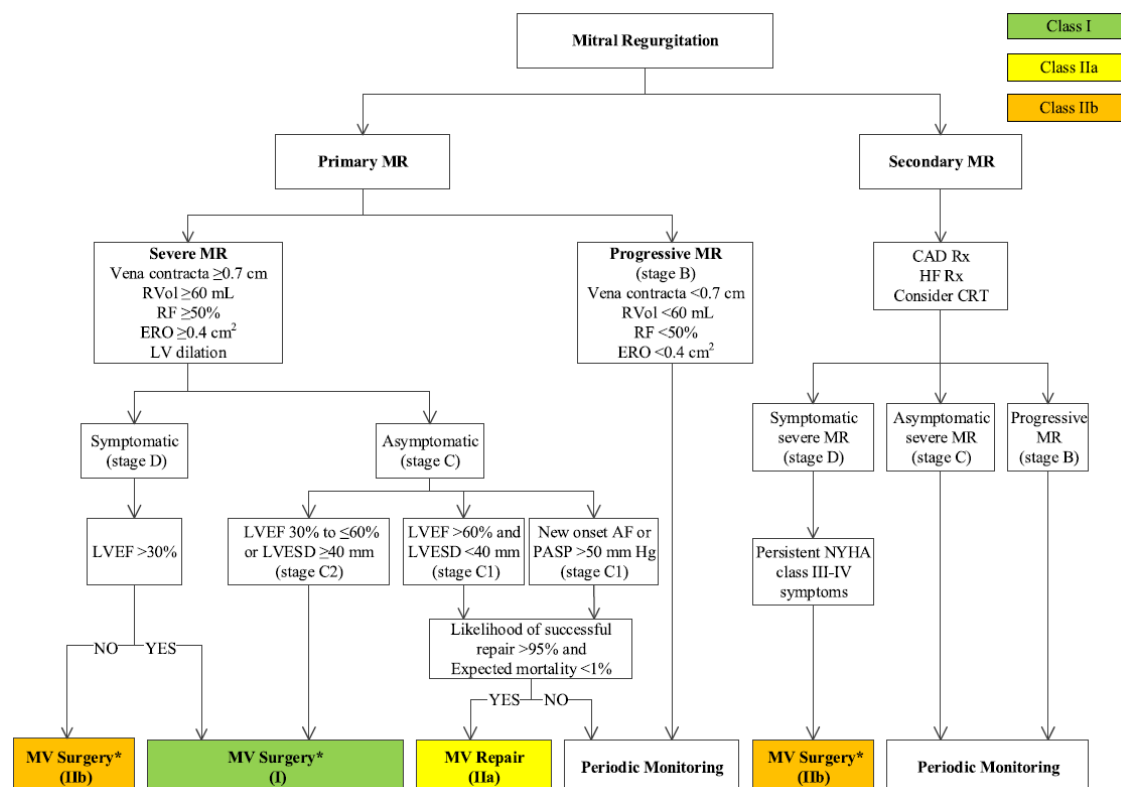 Mitral Regurgitation
Class I
Class IIa
Class IIb
Primary MR
Secondary MR
Severe MR
Vena contracta ≥0.7 cm
RVol ≥60 mL
RF ≥50%
ERO ≥0.4 cm²
LV dilation
Progressive MR
(stage B)
Vena contracta <0.7 cm
RVol <60 mL
RF <50%
ERO <0.4 cm²
CAD Rx
HF Rx
Consider CRT
Symptomatic
(stage D)
Asymptomatic
(stage C)
Symptomatic
severe MR
(stage D)
Asymptomatic
severe MR
(stage C)
Progressive
MR
(stage B)
LVEF >30%
LVEF 30% to ≤60%
or LVESD ≥40 mm
(stage C2)
LVEF >60% and
LVESD <40 mm
(stage C1)
New onset AF or
PASP >50 mm Hg
(stage C1)
Persistent NYHA
class III-IV
symptoms
Likelihood of successful
repair >95% and
Expected mortality <1%
NO
YES
YES
NO
MV Surgery*
(IIb)
MV Surgery*
(I)
MV Repair
(IIa)
Periodic Monitoring
MV Surgery*
(IIb)
Periodic Monitoring